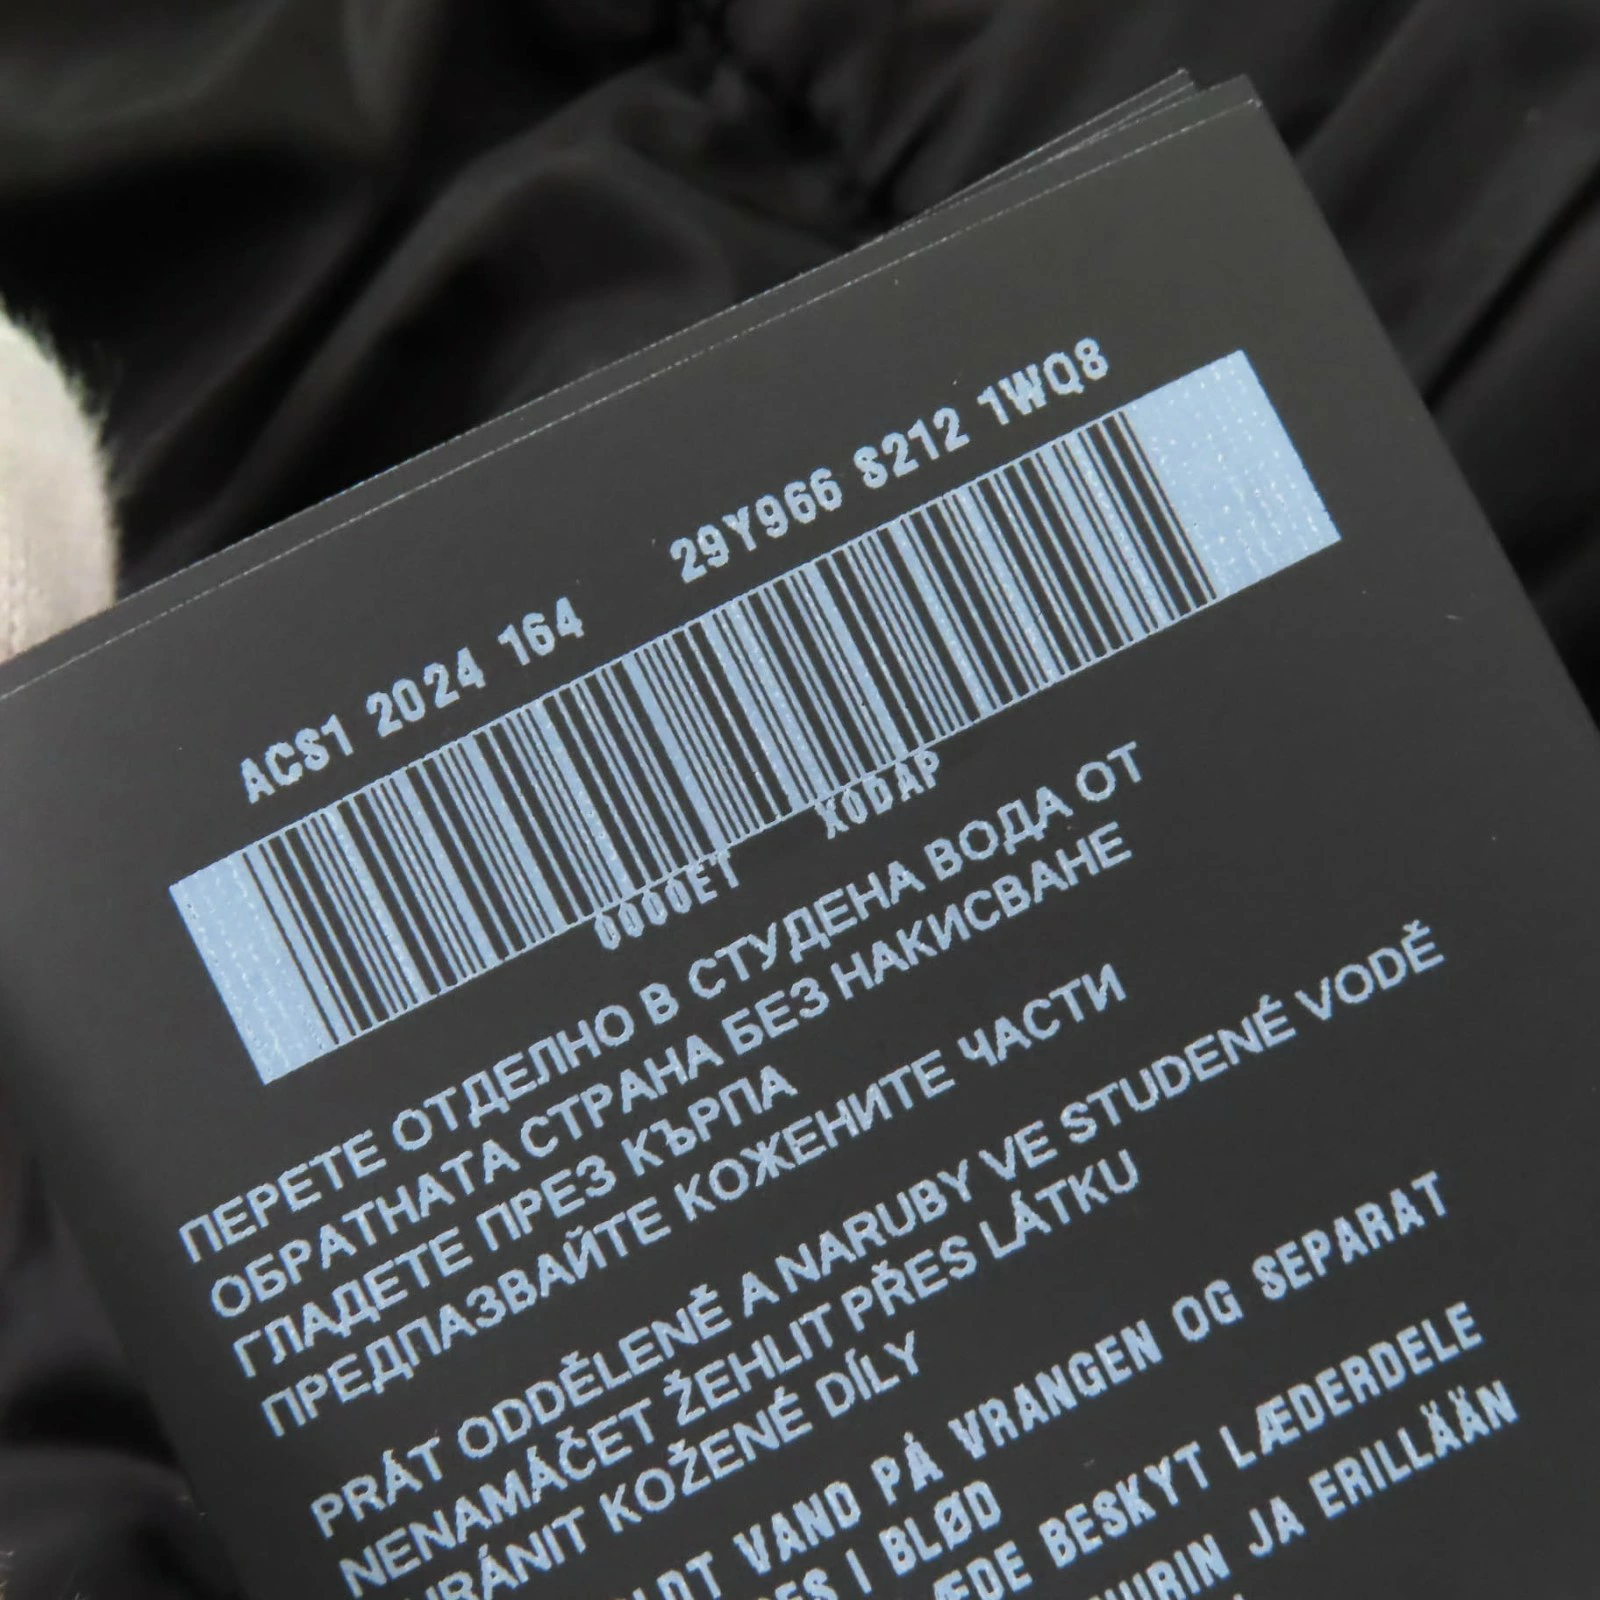 ACS1 2024 164 29Y966 S212 1WQ8
0000ET XODAP
ПЕРЕТЕ ОТДЕЛНО В СТУДЕНА ВОДА ОТ
ОБРАТНАТА СТРАНА БЕЗ НАКИСВАНЕ
ГЛАДЕТЕ ПРЕЗ КЪРПА
ПРЕДПАЗВАЙТЕ КОЖЕНИТЕ ЧАСТИ
PRÁT ODDĚLENĚ A NARUBY VE STUDENÉ VODĚ
NENAMÁČET ŽEHLIT PŘES LÁTKU
KOŽENÉ DÍLY
VAND PÅ VRANGEN OG SEPARAT
I BLØD
BESKYT LÆDERDELE
JA ERILLÄÄN